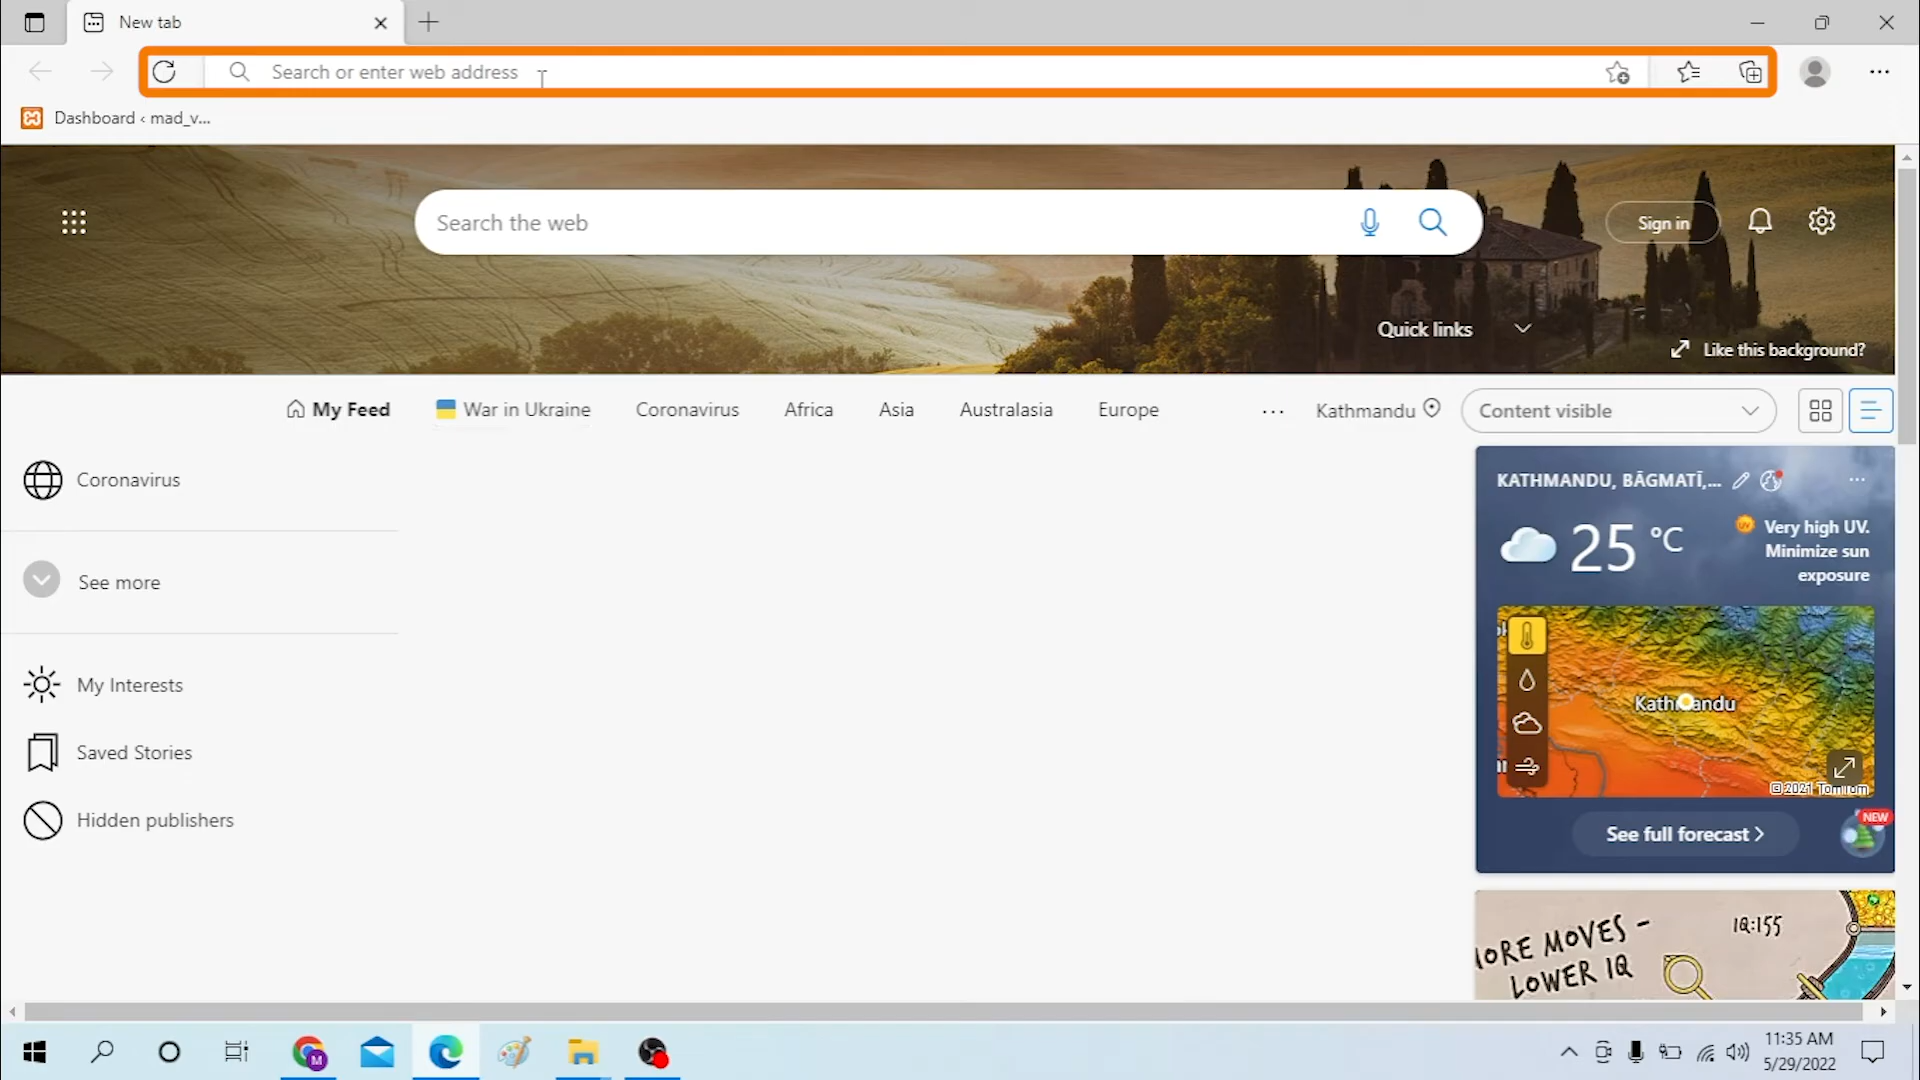 New tab
Search or enter web address
Dashboard ‹ mad_v...
Search the web
Sign in
Quick links
Like this background?
My Feed
War in Ukraine
Coronavirus
Africa
Asia
Australasia
Europe
...
Kathmandu
Content visible
Coronavirus
See more
My Interests
Saved Stories
Hidden publishers
KATHMANDU, BĀGMATĪ,...
25 °C
UV
Very high UV.
Minimize sun
exposure
Kathmandu
©2021 TomTom
See full forecast
NEW
MORE MOVES -
LOWER IQ
IQ:155
M
11:35 AM
5/29/2022